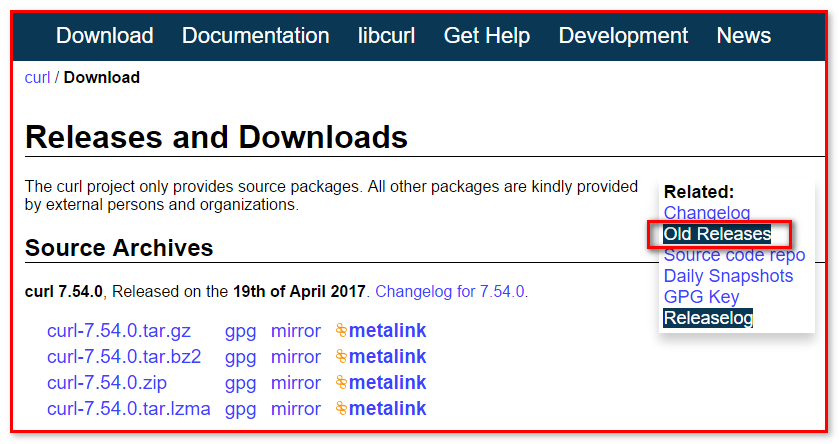 Download Documentation libcurl Get Help Development News
curl / Download
Releases and Downloads
The curl project only provides source packages. All other packages are kindly provided
by external persons and organizations.
Related:
Changelog
Old Releases
Source code repo
Daily Snapshots
GPG Key
Releaselog
Source Archives
curl 7.54.0, Released on the 19th of April 2017. Changelog for 7.54.0.
curl-7.54.0.tar.gz gpg mirror metalink
curl-7.54.0.tar.bz2 gpg mirror metalink
curl-7.54.0.zip gpg mirror metalink
curl-7.54.0.tar.lzma gpg mirror metalink